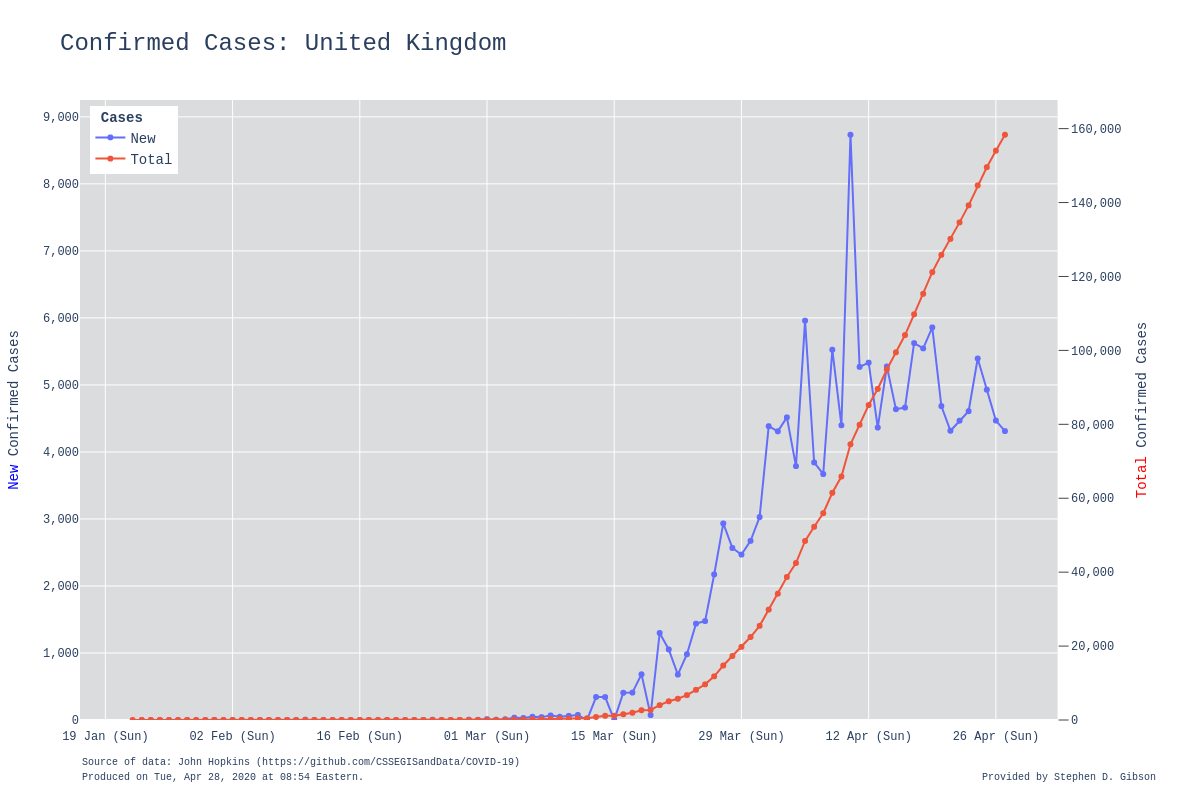 Confirmed Cases: United Kingdom
Cases
New
Total
9,000
8,000
7,000
6,000
5,000
4,000
3,000
2,000
1,000
0
New Confirmed Cases
160,000
140,000
120,000
100,000
80,000
60,000
40,000
20,000
0
Total Confirmed Cases
19 Jan (Sun) 02 Feb (Sun) 16 Feb (Sun) 01 Mar (Sun) 15 Mar (Sun) 29 Mar (Sun) 12 Apr (Sun) 26 Apr (Sun)
Source of data: John Hopkins (https://github.com/CSSEGISandData/COVID-19)
Produced on Tue, Apr 28, 2020 at 08:54 Eastern.
Provided by Stephen D. Gibson